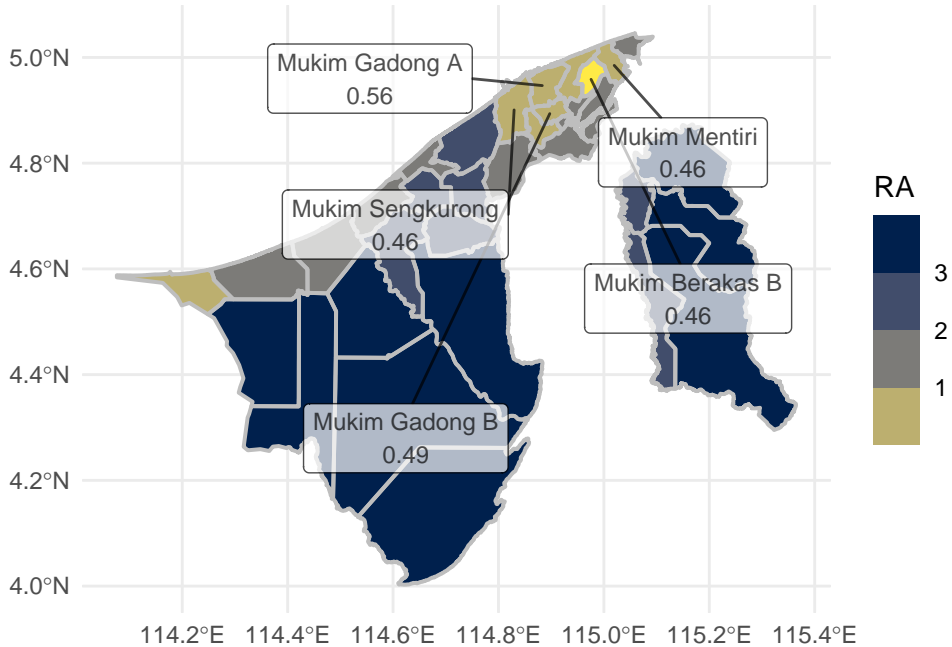 5.0°N
4.8°N
4.6°N
4.4°N
4.2°N
4.0°N
Mukim Gadong A
0.56
Mukim Mentiri
0.46
Mukim Sengkurong
0.46
Mukim Berakas B
0.46
Mukim Gadong B
0.49
114.2°E 114.4°E 114.6°E 114.8°E 115.0°E 115.2°E 115.4°E
RA
3
2
1